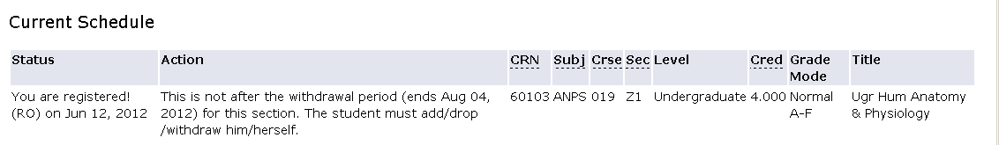 Current Schedule
Status Action CRN Subj Crse Sec Level Cred Grade Mode Title
You are registered! This is not after the withdrawal period (ends Aug 04, 60103 ANPS 019 Z1 Undergraduate 4.000 Normal Ugr Hum Anatomy
(RO) on Jun 12, 2012 2012) for this section. The student must add/drop A-F & Physiology
/withdraw him/herself.